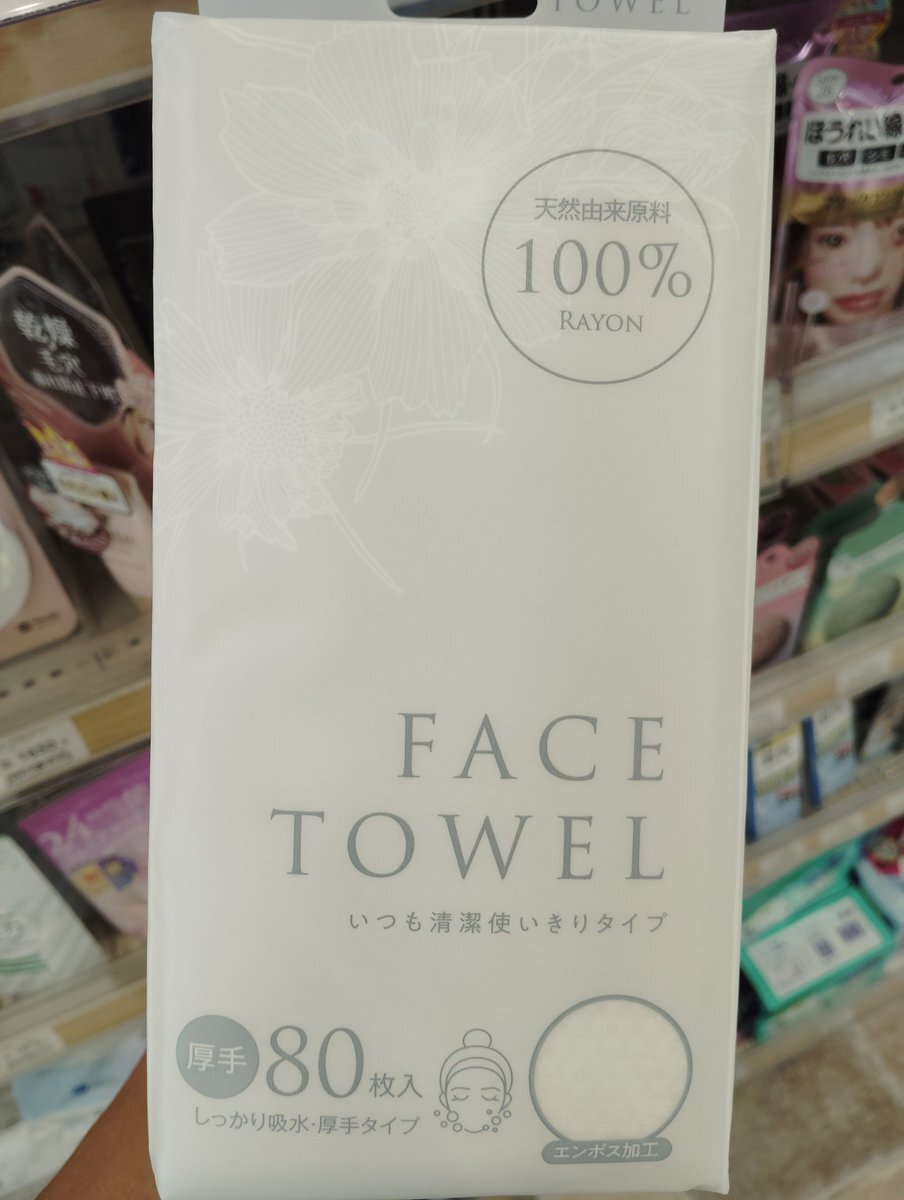 TOWEL
天然由来原料
100%
RAYON
FACE
TOWEL
いつも清潔使いきりタイプ
厚手
80枚入
しっかり吸水・厚手タイプ
エンボス加工
ほうれい線
乾燥
毛穴